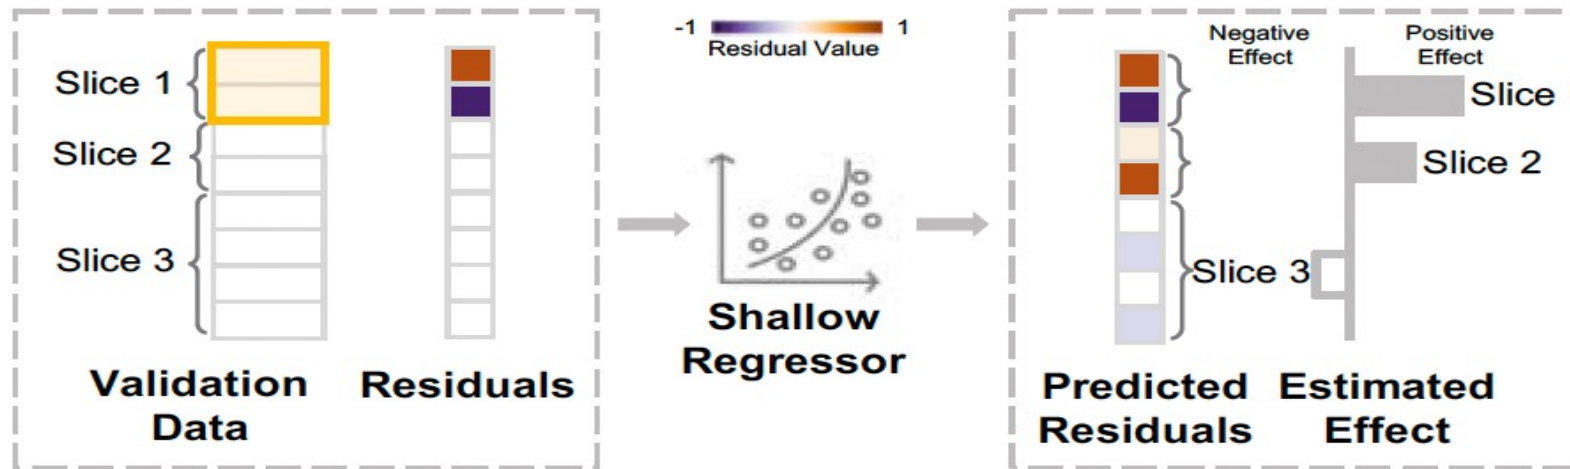 Slice 1
Slice 2
Slice 3
Validation
Data
Residuals
-1
1
Residual Value
Shallow
Regressor
Negative
Effect
Positive
Effect
Slice
Slice 2
Slice 3
Predicted
Residuals
Estimated
Effect